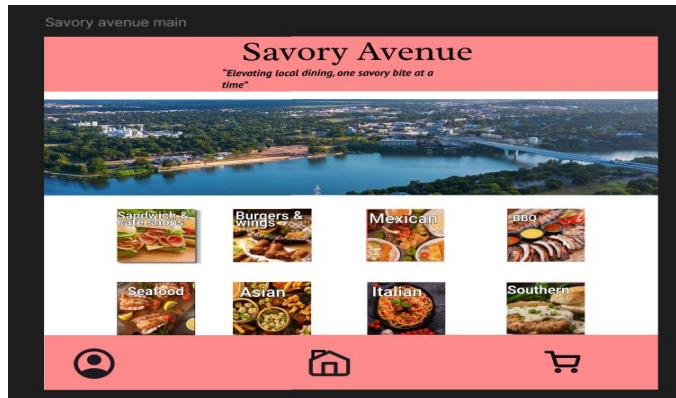 Savory avenue main
Savory Avenue
"Elevating local dining, one savory bite at a
time"
Sandwich &
cafe shops
Burgers &
wings
Mexican
BBQ
Seafood
Asian
Italian
Southern